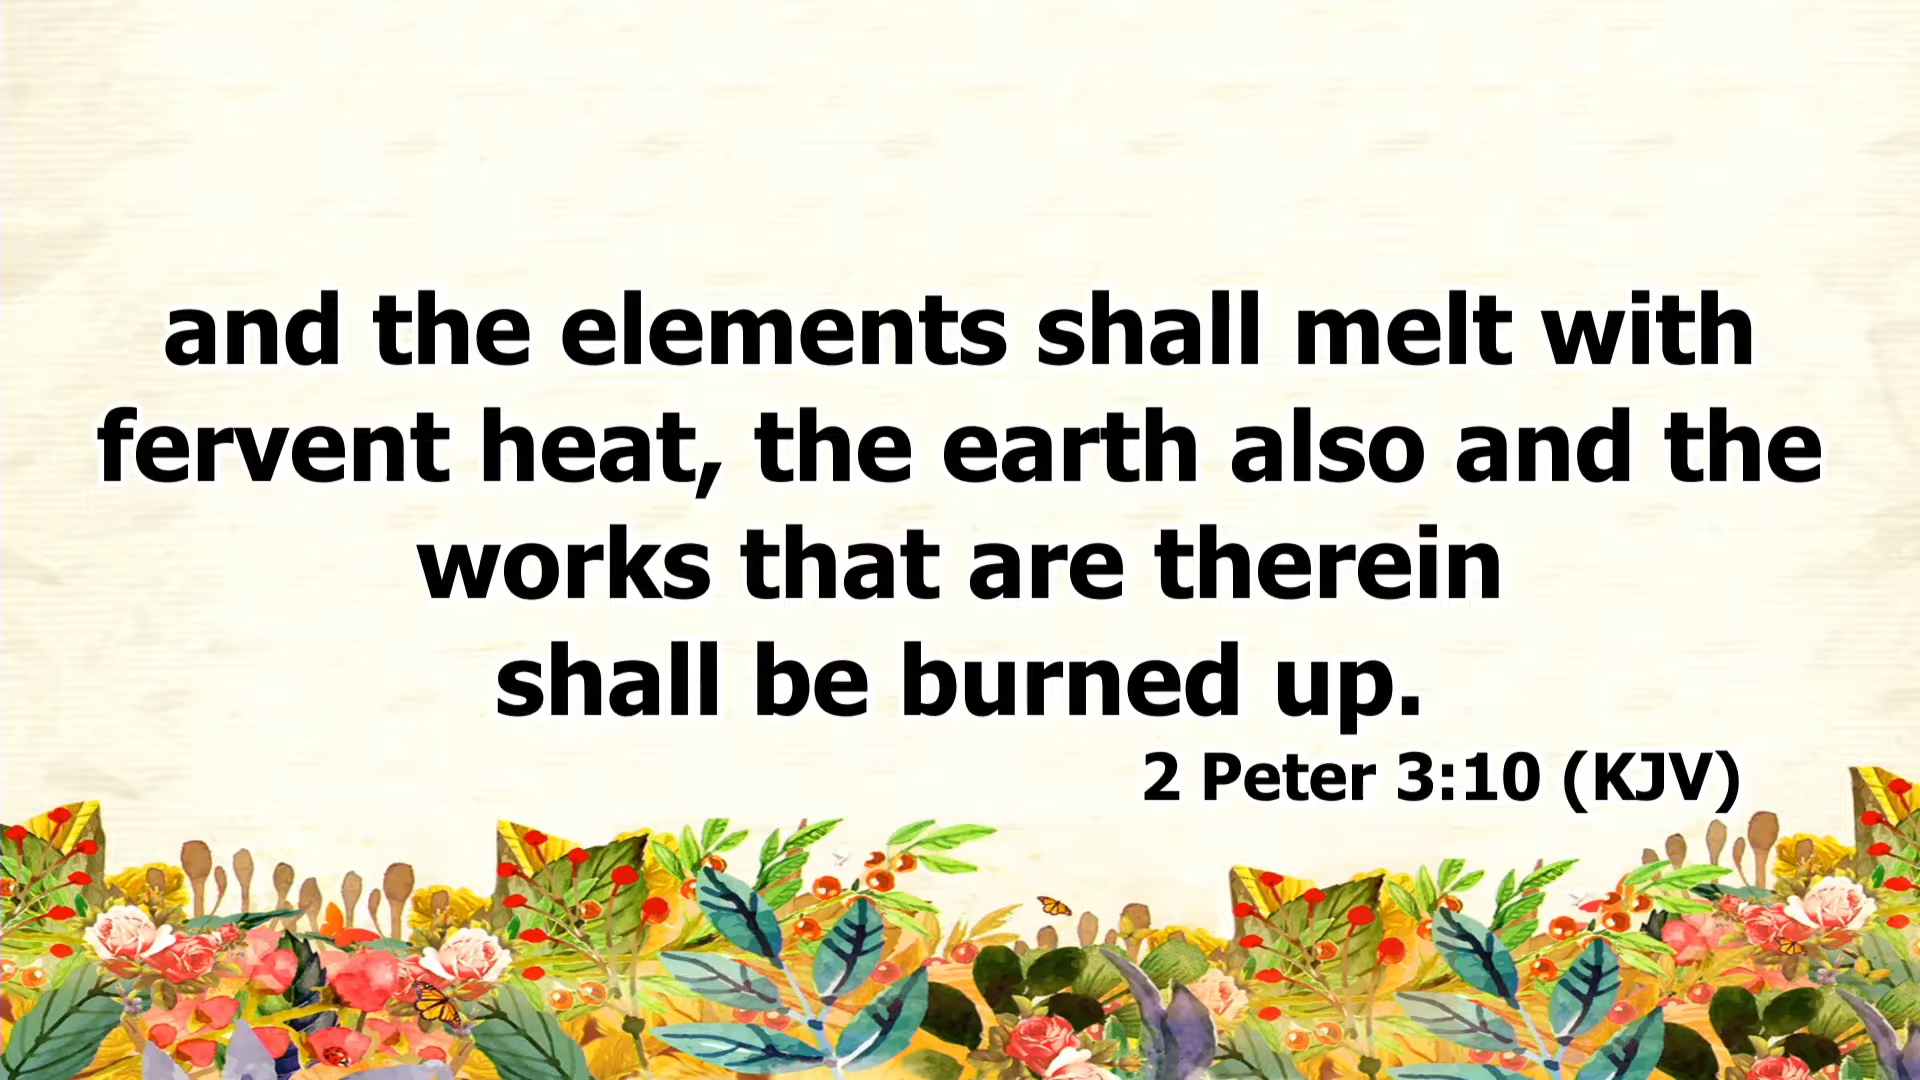 and the elements shall melt with
fervent heat, the earth also and the
works that are therein
shall be burned up.
2 Peter 3:10 (KJV)